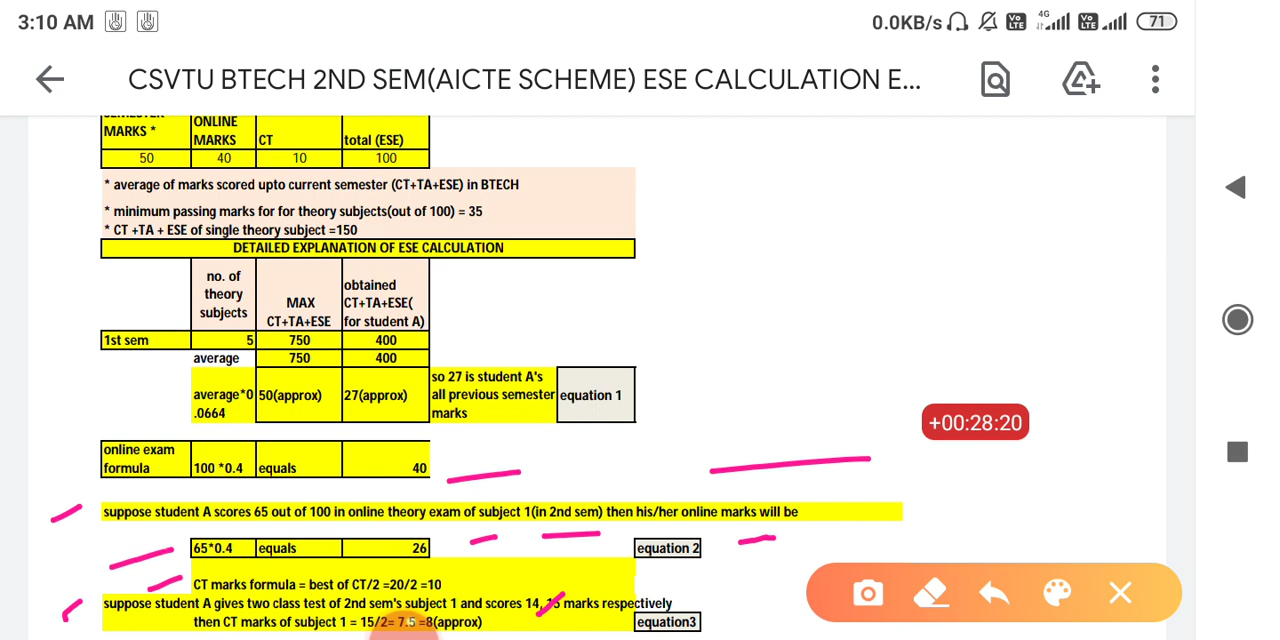 3:10 AM 0.0KB/s Vo LTE 4G Vo LTE 71
CSVTU BTECH 2ND SEM(AICTE SCHEME) ESE CALCULATION E...
MARKS * ONLINE MARKS CT total (ESE)
50 40 10 100
* average of marks scored upto current semester (CT+TA+ESE) in BTECH
* minimum passing marks for for theory subjects(out of 100) = 35
* CT +TA + ESE of single theory subject =150
DETAILED EXPLANATION OF ESE CALCULATION
no. of theory subjects MAX CT+TA+ESE obtained CT+TA+ESE( for student A)
1st sem 5 750 400
average 750 400
average*0.0664 50(approx) 27(approx) so 27 is student A's all previous semester marks equation 1
+00:28:20
online exam formula 100 *0.4 equals 40
suppose student A scores 65 out of 100 in online theory exam of subject 1(in 2nd sem) then his/her online marks will be
65*0.4 equals 26 equation 2
CT marks formula = best of CT/2 =20/2 =10
suppose student A gives two class test of 2nd sem's subject 1 and scores 14, marks respectively
then CT marks of subject 1 = 15/2= 7.5 =8(approx) equation3